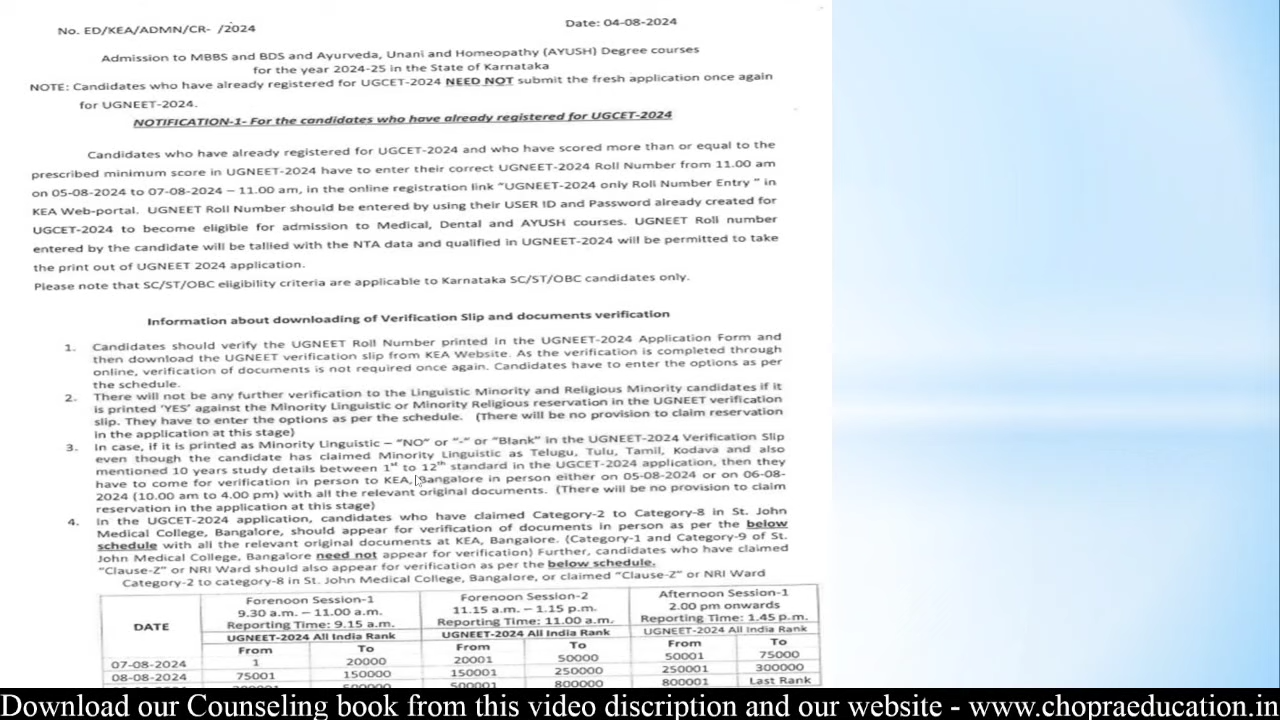 No. ED/KEA/ADMN/CR- /2024
Date: 04-08-2024
Admission to MBBS and BDS and Ayurveda, Unani and Homeopathy (AYUSH) Degree courses
for the year 2024-25 in the State of Karnataka
NOTE: Candidates who have already registered for UGCET-2024 NEED NOT submit the fresh application once again
for UGNEET-2024.
NOTIFICATION-1- For the candidates who have already registered for UGCET-2024
Candidates who have already registered for UGCET-2024 and who have scored more than or equal to the
prescribed minimum score in UGNEET-2024 have to enter their correct UGNEET-2024 Roll Number from 11.00 am
on 05-08-2024 to 07-08-2024 – 11.00 am, in the online registration link "UGNEET-2024 only Roll Number Entry " in
KEA Web-portal. UGNEET Roll Number should be entered by using their USER ID and Password already created for
UGCET-2024 to become eligible for admission to Medical, Dental and AYUSH courses. UGNEET Roll number
entered by the candidate will be tallied with the NTA data and qualified in UGNEET-2024 will be permitted to take
the print out of UGNEET 2024 application.
Please note that SC/ST/OBC eligibility criteria are applicable to Karnataka SC/ST/OBC candidates only.
Information about downloading of Verification Slip and documents verification
1. Candidates should verify the UGNEET Roll Number printed in the UGNEET-2024 Application Form and
then download the UGNEET verification slip from KEA Website. As the verification is completed through
online, verification of documents is not required once again. Candidates have to enter the options as per
the schedule.
2. There will not be any further verification to the Linguistic Minority and Religious Minority candidates if it
is printed 'YES' against the Minority Linguistic or Minority Religious reservation in the UGNEET verification
slip. They have to enter the options as per the schedule. (There will be no provision to claim reservation
in the application at this stage)
3. In case, if it is printed as Minority Linguistic – "NO" or "-" or "Blank" in the UGNEET-2024 Verification Slip
even though the candidate has claimed Minority Linguistic as Telugu, Tulu, Tamil, Kodava and also
mentioned 10 years study details between 1st to 12th standard in the UGCET-2024 application, then they
have to come for verification in person to KEA, Bangalore in person either on 05-08-2024 or on 06-08-
2024 (10.00 am to 4.00 pm) with all the relevant original documents. (There will be no provision to claim
reservation in the application at this stage)
4. In the UGCET-2024 application, candidates who have claimed Category-2 to Category-8 in St. John
Medical College, Bangalore, should appear for verification of documents in person as per the below
schedule with all the relevant original documents at KEA, Bangalore. (Category-1 and Category-9 of St.
John Medical College, Bangalore need not appear for verification) Further, candidates who have claimed
"Clause-Z" or NRI Ward should also appear for verification as per the below schedule.
Category-2 to category-8 in St. John Medical College, Bangalore, or claimed "Clause-Z" or NRI Ward
DATE
Forenoon Session-1 Forenoon Session-2 Afternoon Session-1
9.30 a.m. – 11.00 a.m. 11.15 a.m. – 1.15 p.m. 2.00 pm onwards
Reporting Time: 9.15 a.m. Reporting Time: 11.00 a.m. Reporting Time: 1.45 p.m.
UGNEET-2024 All India Rank UGNEET-2024 All India Rank UGNEET-2024 All India Rank
From To From To From To
07-08-2024 1 20000 20001 50000 50001 75000
08-08-2024 75001 150000 150001 250000 250001 300000
500001 800000 800001 Last Rank
Download our Counseling book from this video discription and our website - www.chopraeducation.in